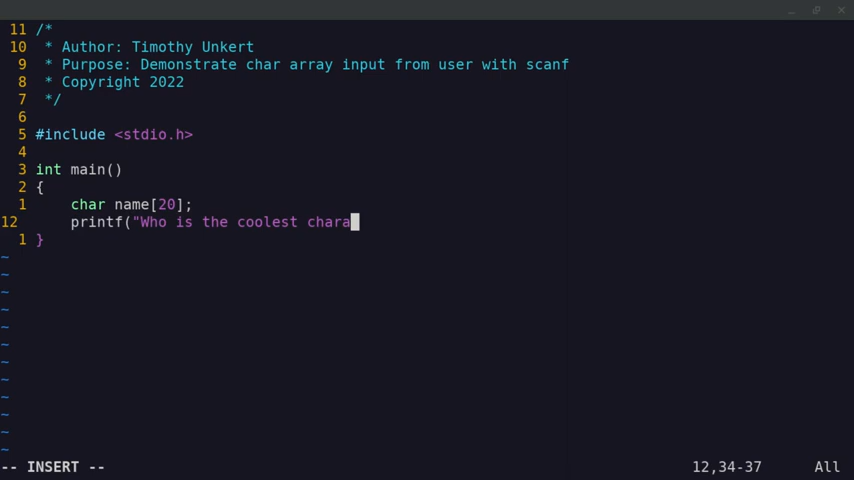 11 /*
10  * Author: Timothy Unkert
9  * Purpose: Demonstrate char array input from user with scanf
8  * Copyright 2022
7  */
6
5 #include <stdio.h>
4
3 int main()
2 {
1     char name[20];
12     printf("Who is the coolest chara
1 }
~
~
~
~
~
~
~
~
~
~
~
~
-- INSERT -- 12,34-37 All